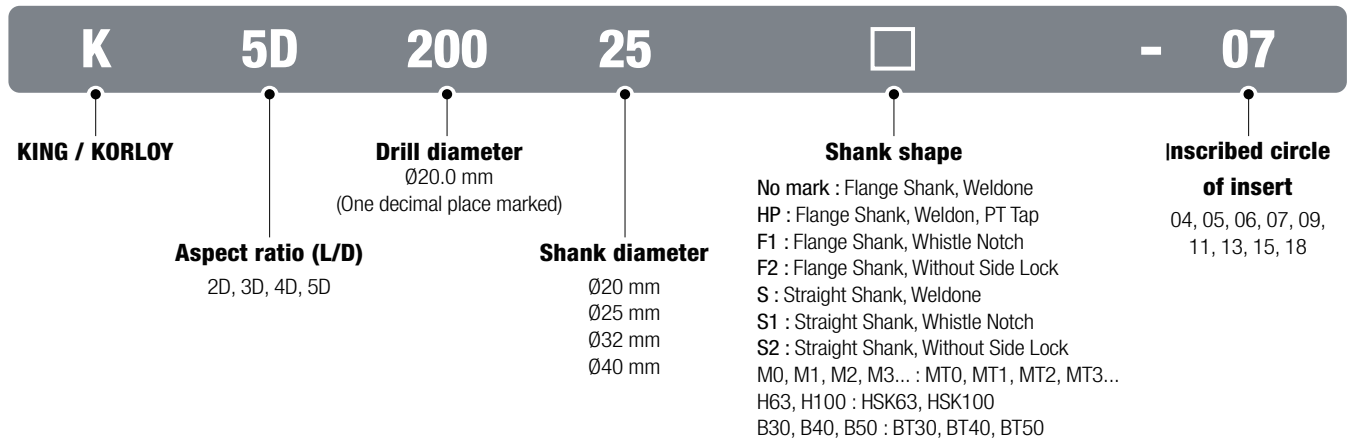 K 5D 200 25 □ - 07
KING / KORLOY
Drill diameter
Ø20.0 mm
(One decimal place marked)
Aspect ratio (L/D)
2D, 3D, 4D, 5D
Shank diameter
Ø20 mm
Ø25 mm
Ø32 mm
Ø40 mm
Shank shape
No mark : Flange Shank, Weldone
HP : Flange Shank, Weldon, PT Tap
F1 : Flange Shank, Whistle Notch
F2 : Flange Shank, Without Side Lock
S : Straight Shank, Weldone
S1 : Straight Shank, Whistle Notch
S2 : Straight Shank, Without Side Lock
M0, M1, M2, M3... : MT0, MT1, MT2, MT3...
H63, H100 : HSK63, HSK100
B30, B40, B50 : BT30, BT40, BT50
Inscribed circle
of insert
04, 05, 06, 07, 09,
11, 13, 15, 18